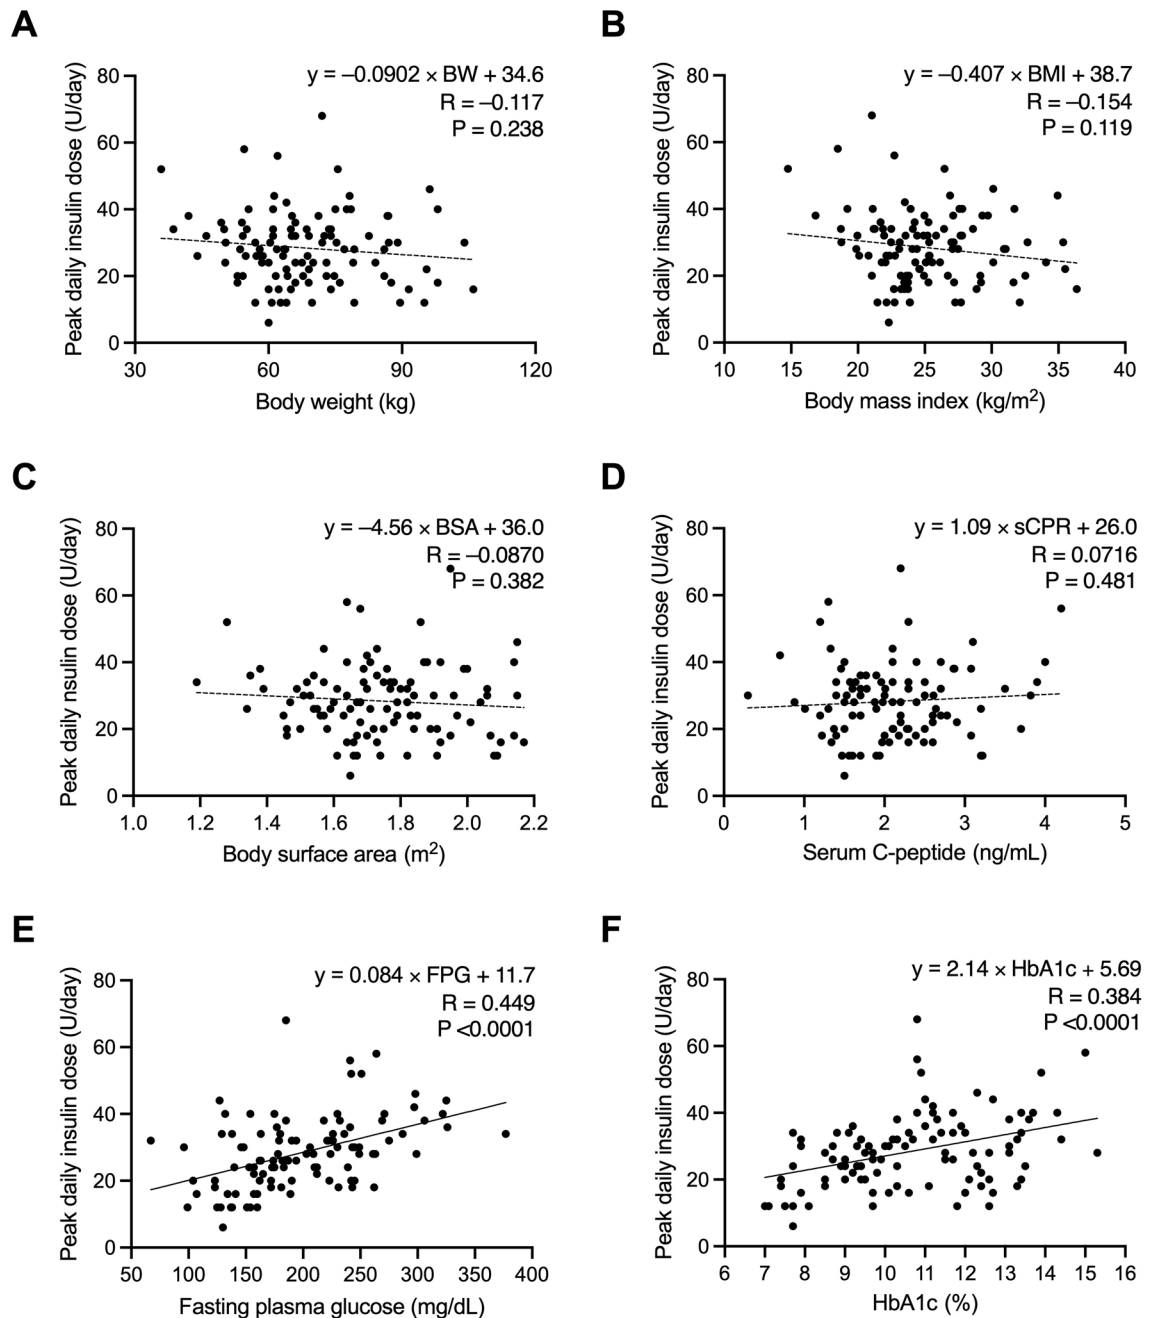 A
y = –0.0902 × BW + 34.6
R = –0.117
P = 0.238
Peak daily insulin dose (U/day)
80
60
40
20
0
30 60 90 120
Body weight (kg)
B
y = –0.407 × BMI + 38.7
R = –0.154
P = 0.119
Peak daily insulin dose (U/day)
80
60
40
20
0
10 15 20 25 30 35 40
Body mass index (kg/m²)
C
y = –4.56 × BSA + 36.0
R = –0.0870
P = 0.382
Peak daily nsulin dose (U/day)
80
60
40
20
0
1.0 1.2 1.4 1.6 1.8 2.0 2.2
Body surface area (m²)
D
y = 1.09 × sCPR + 26.0
R = 0.0716
P = 0.481
Peak daily insulin dose (U/day)
80
60
40
20
0
0 1 2 3 4 5
Serum C-peptide (ng/mL)
E
y = 0.084 × FPG + 11.7
R = 0.449
P <0.0001
Peak daily insulin dose (U/day)
80
60
40
20
0
50 100 150 200 250 300 350 400
Fasting plasma glucose (mg/dL)
F
y = 2.14 × HbA1c + 5.69
R = 0.384
P <0.0001
Peak daily insulin dose (U/day)
80
60
40
20
0
6 7 8 9 10 11 12 13 14 15 16
HbA1c (%)